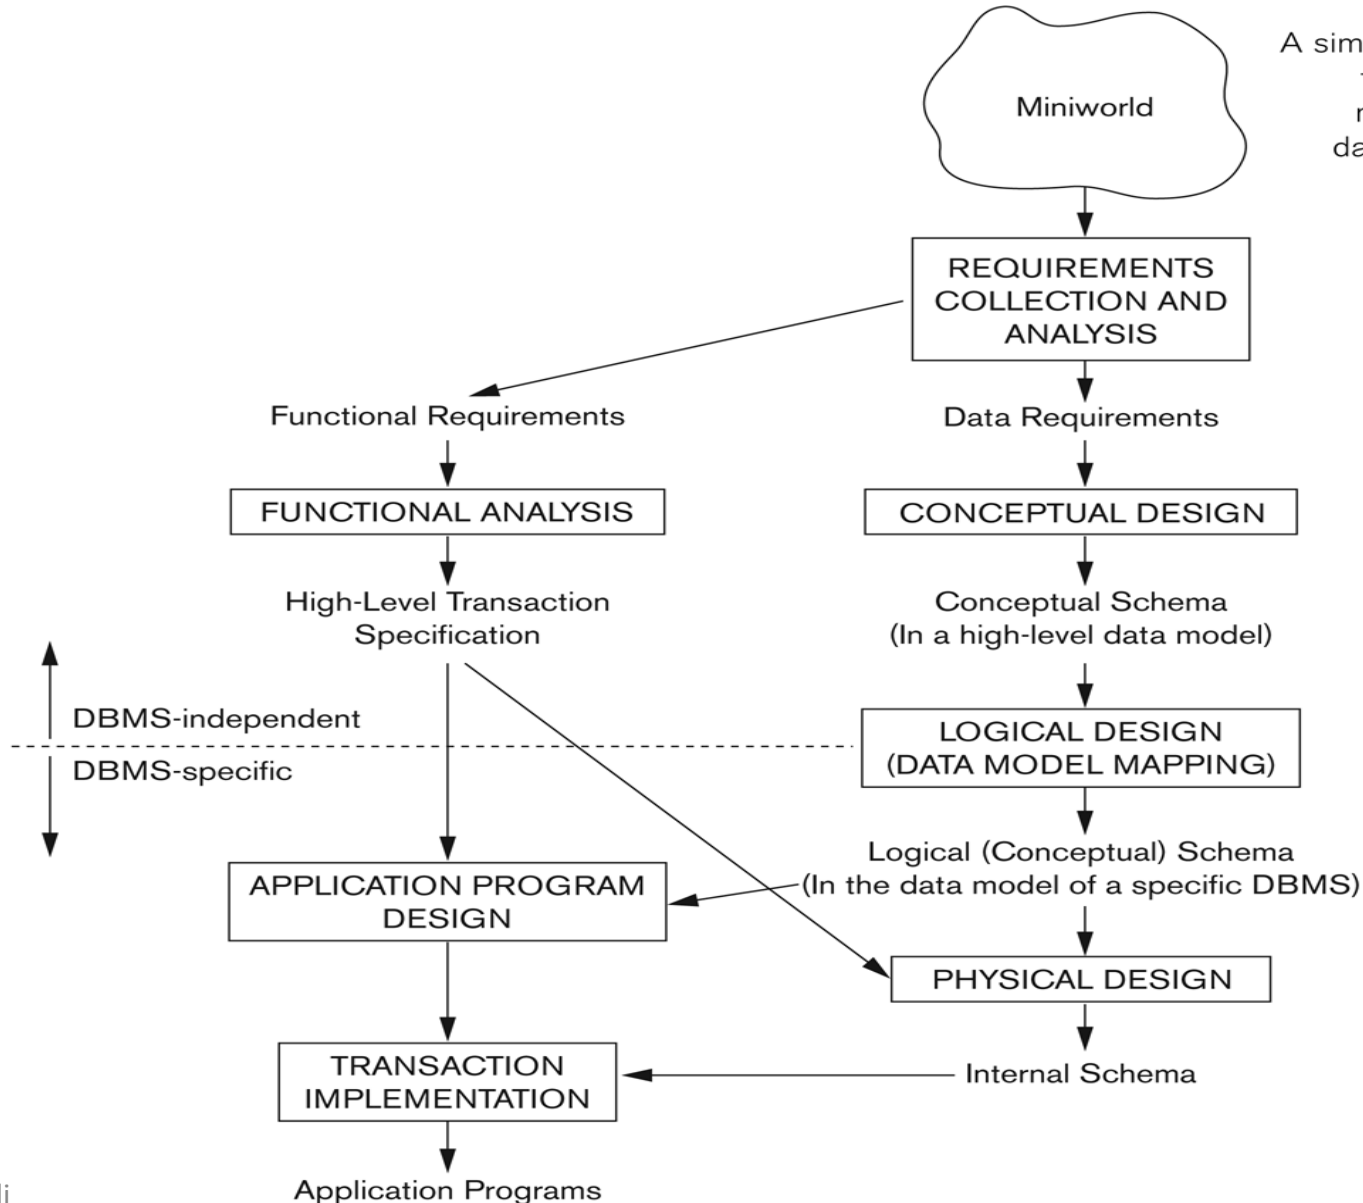 A sim
Miniworld
da
REQUIREMENTS
COLLECTION AND
ANALYSIS
Functional Requirements
Data Requirements
FUNCTIONAL ANALYSIS
CONCEPTUAL DESIGN
High-Level Transaction
Specification
Conceptual Schema
(In a high-level data model)
DBMS-independent
DBMS-specific
LOGICAL DESIGN
(DATA MODEL MAPPING)
Logical (Conceptual) Schema
(In the data model of a specific DBMS)
APPLICATION PROGRAM
DESIGN
PHYSICAL DESIGN
TRANSACTION
IMPLEMENTATION
Internal Schema
Application Programs